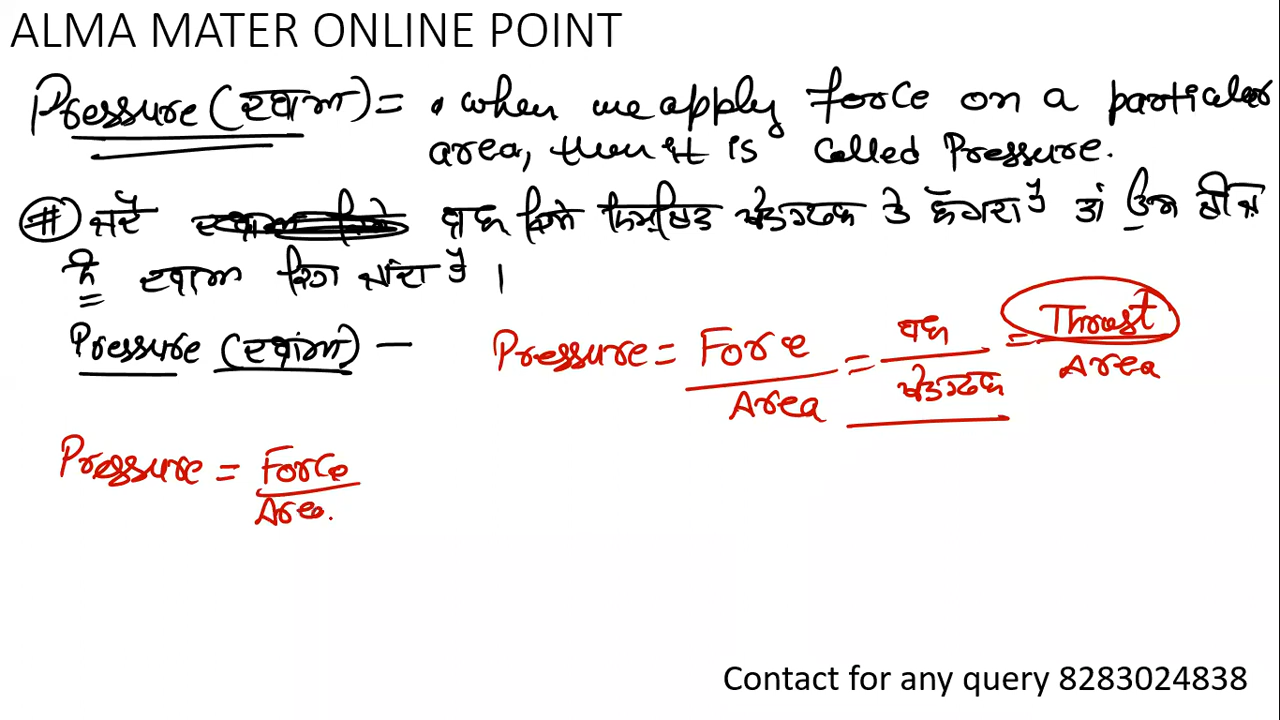 ALMA MATER ONLINE POINT
Pressure (ਦਬਾਅ) = . when we apply force on a particular
area, then it is called Pressure.
# ਜਦੋਂ ਬਲ ਕਿਸੇ ਨਿਸ਼ਚਿਤ ਖੇਤਰਫਲ ਤੇ ਲੱਗਦਾ ਹੈ ਤਾਂ ਉਸ ਚੀਜ਼
ਨੂੰ ਦਬਾਅ ਕਿਹਾ ਜਾਂਦਾ ਹੈ ।
Pressure (ਦਬਾਅ) —
Pressure = Force / Area = ਬਲ / ਖੇਤਰਫਲ = Thrust / Area
Pressure = Force / Area.
Contact for any query 8283024838